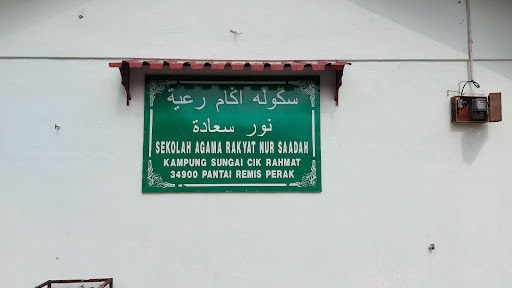 سکوله اݢام رعية
نور سعادة
SEKOLAH AGAMA RAKYAT NUR SAADAH
KAMPUNG SUNGAI CIK RAHMAT
34900 PANTAI REMIS PERAK